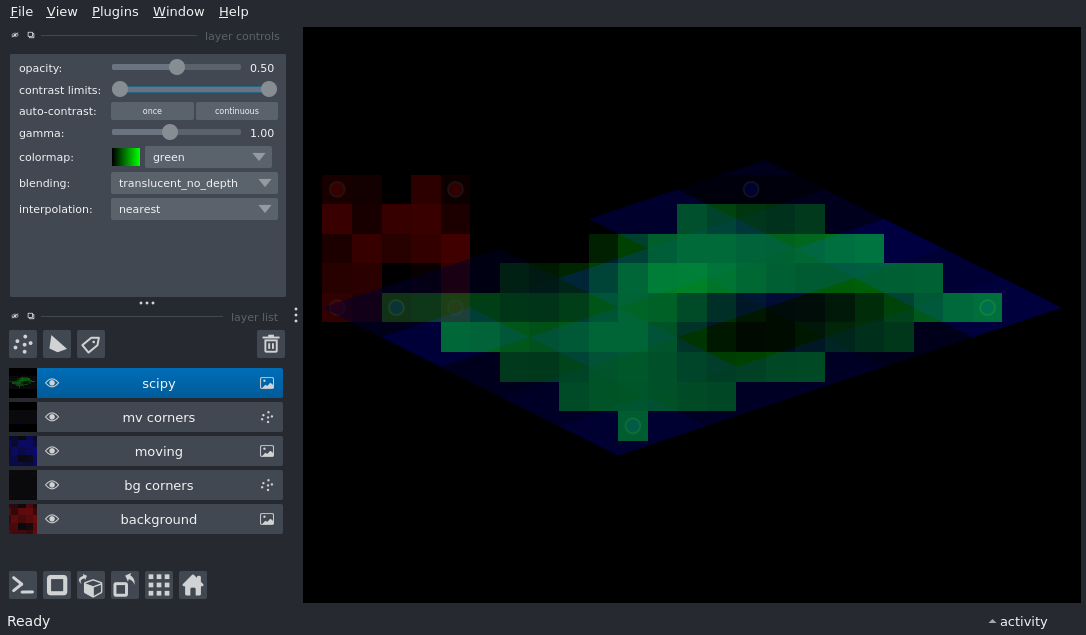 File View Plugins Window Help
layer controls
opacity: 0.50
contrast limits:
auto-contrast: once continuous
gamma: 1.00
colormap: green
blending: translucent_no_depth
interpolation: nearest
layer list
scipy
mv corners
moving
bg corners
background
Ready activity